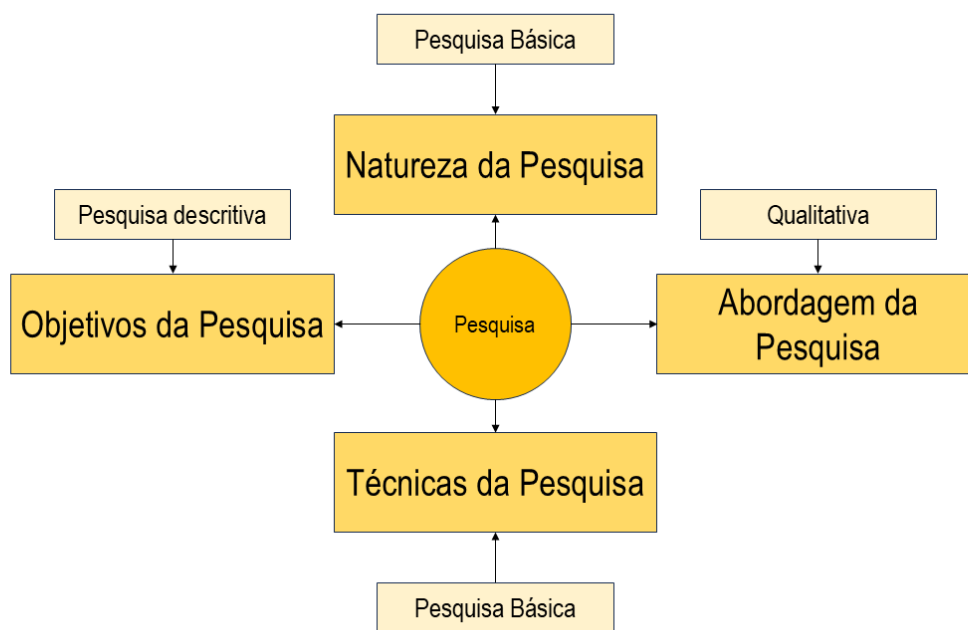 Pesquisa Básica
Natureza da Pesquisa
Pesquisa descritiva
Qualitativa
Objetivos da Pesquisa
Pesquisa
Abordagem da
Pesquisa
Técnicas da Pesquisa
Pesquisa Básica